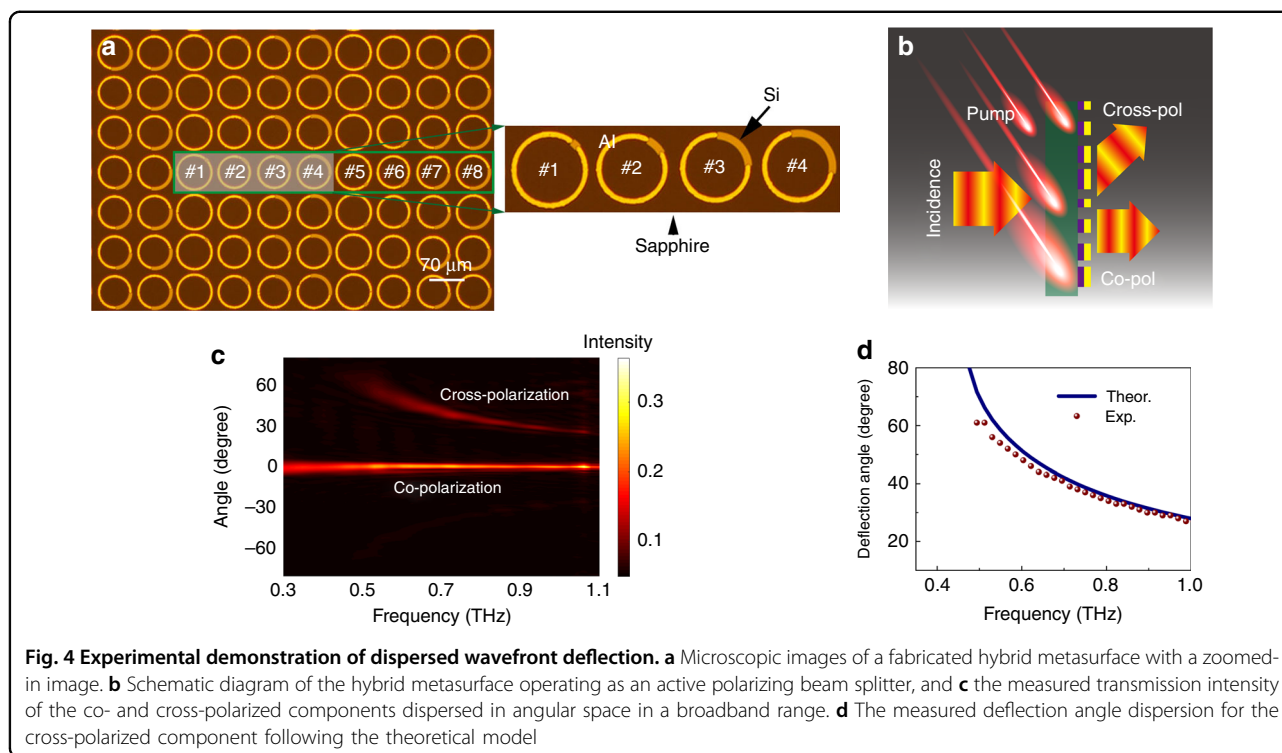 a
#1 #2 #3 #4 #5 #6 #7 #8
70 µm
Si
Al
#1 #2 #3 #4
Sapphire
b
Pump
Cross-pol
Incidence
Co-pol
c
Intensity
Cross-polarization
Co-polarization
Angle (degree)
60
30
0
–30
–60
0.3 0.5 0.7 0.9 1.1
Frequency (THz)
0.3
0.2
0.1
d
Theor.
Exp.
Deflection angle (degree)
80
60
40
20
0.4 0.6 0.8 1.0
Frequency (THz)
Fig. 4 Experimental demonstration of dispersed wavefront deflection. a Microscopic images of a fabricated hybrid metasurface with a zoomed-
in image. b Schematic diagram of the hybrid metasurface operating as an active polarizing beam splitter, and c the measured transmission intensity
of the co- and cross-polarized components dispersed in angular space in a broadband range. d The measured deflection angle dispersion for the
cross-polarized component following the theoretical model